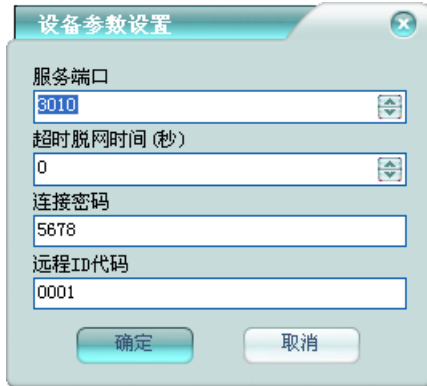 设备参数设置
服务端口
3010
超时脱网时间(秒)
0
连接密码
5678
远程ID代码
0001
确定
取消